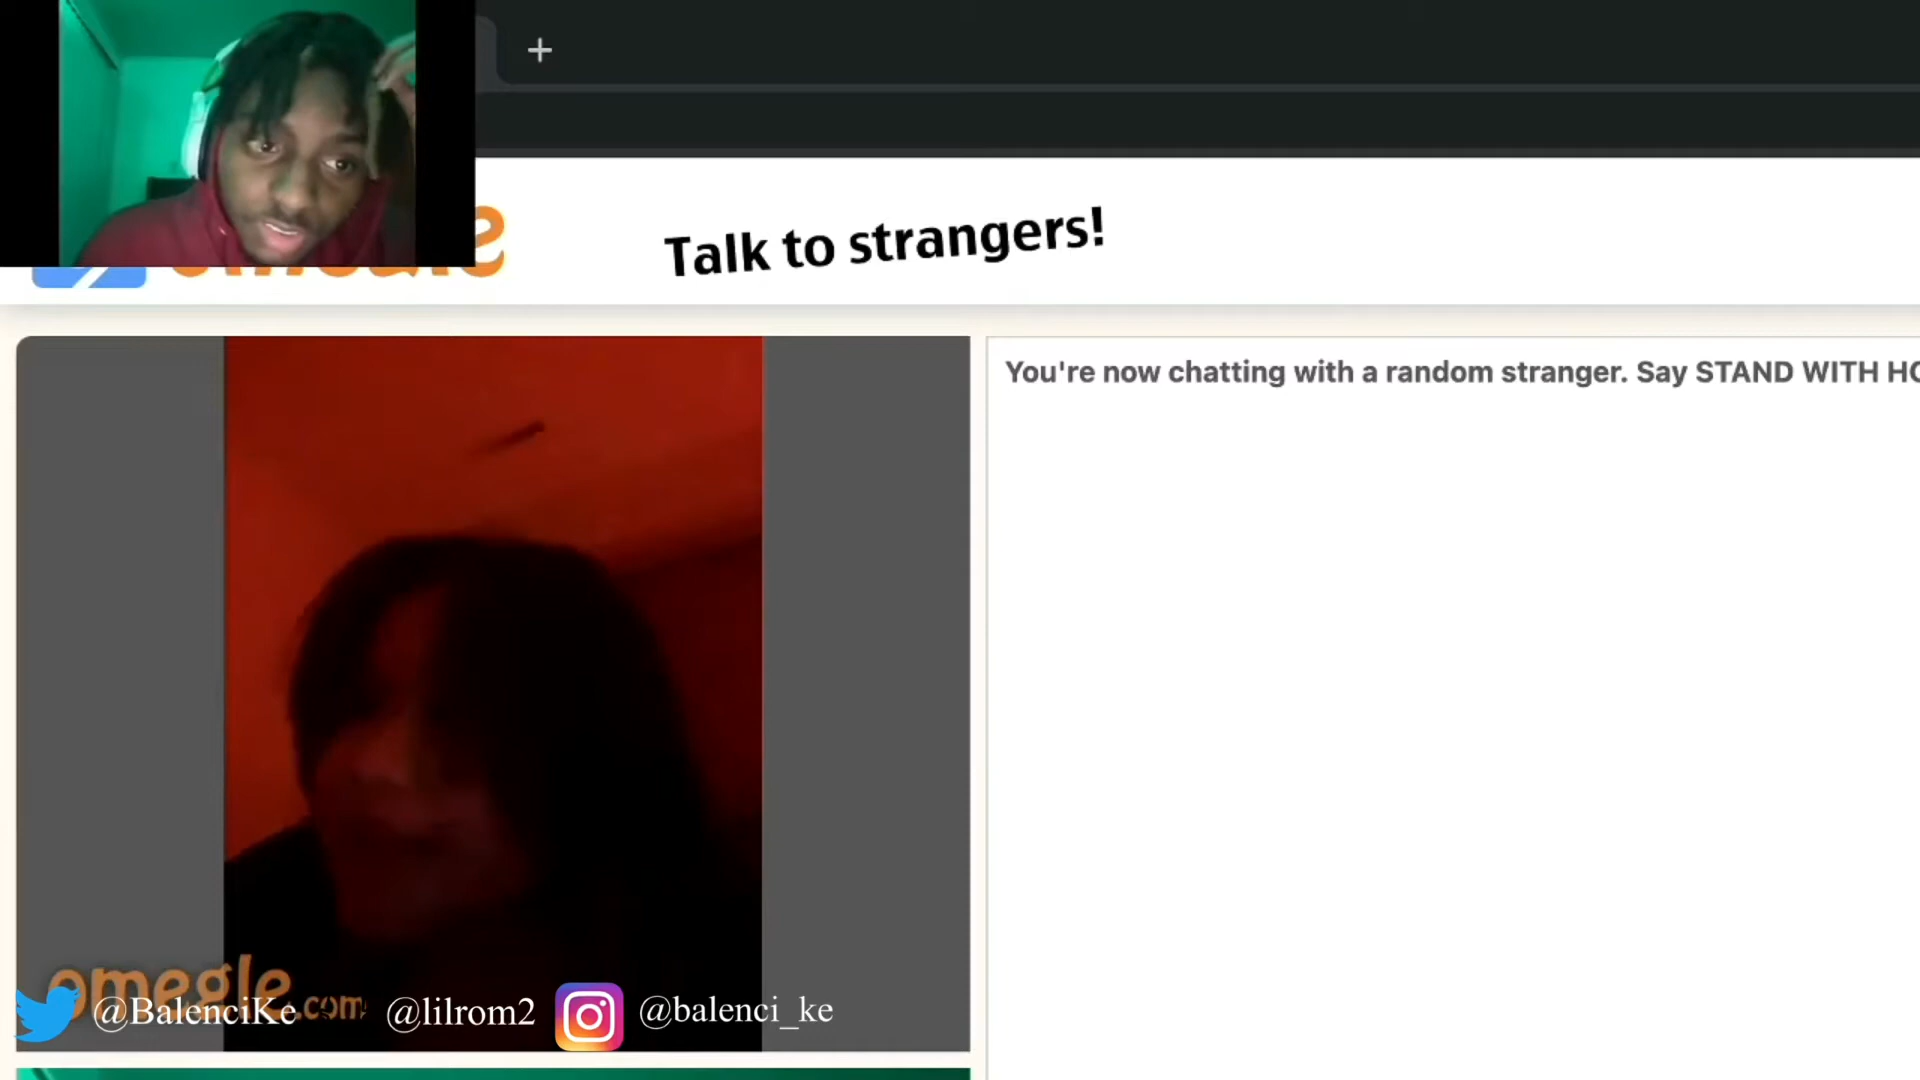 Talk to strangers!
You're now chatting with a random stranger. Say STAND WITH HO
omegle.com
@BalenciKe
@lilrom2
@balenci_ke